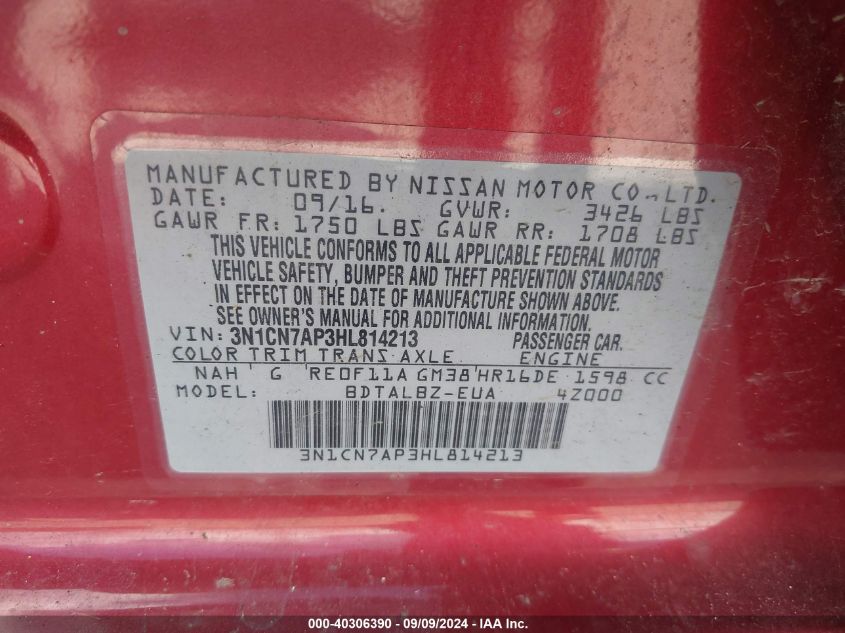 MANUFACTURED BY NISSAN MOTOR CO., LTD.
DATE: 09/16. GVWR: 3426 LBS
GAWR FR: 1750 LBS GAWR RR: 1708 LBS
THIS VEHICLE CONFORMS TO ALL APPLICABLE FEDERAL MOTOR
VEHICLE SAFETY, BUMPER AND THEFT PREVENTION STANDARDS
IN EFFECT ON THE DATE OF MANUFACTURE SHOWN ABOVE.
SEE OWNER'S MANUAL FOR ADDITIONAL INFORMATION.
VIN: 3N1CN7AP3HL814213 PASSENGER CAR.
COLOR TRIM TRANS AXLE ENGINE
NAH G RE0F11A GM38 HR16DE 1598 CC
MODEL: BDTALBZ-EUA 4Z000
3N1CN7AP3HL814213
000-40306390 - 09/09/2024 - IAA Inc.